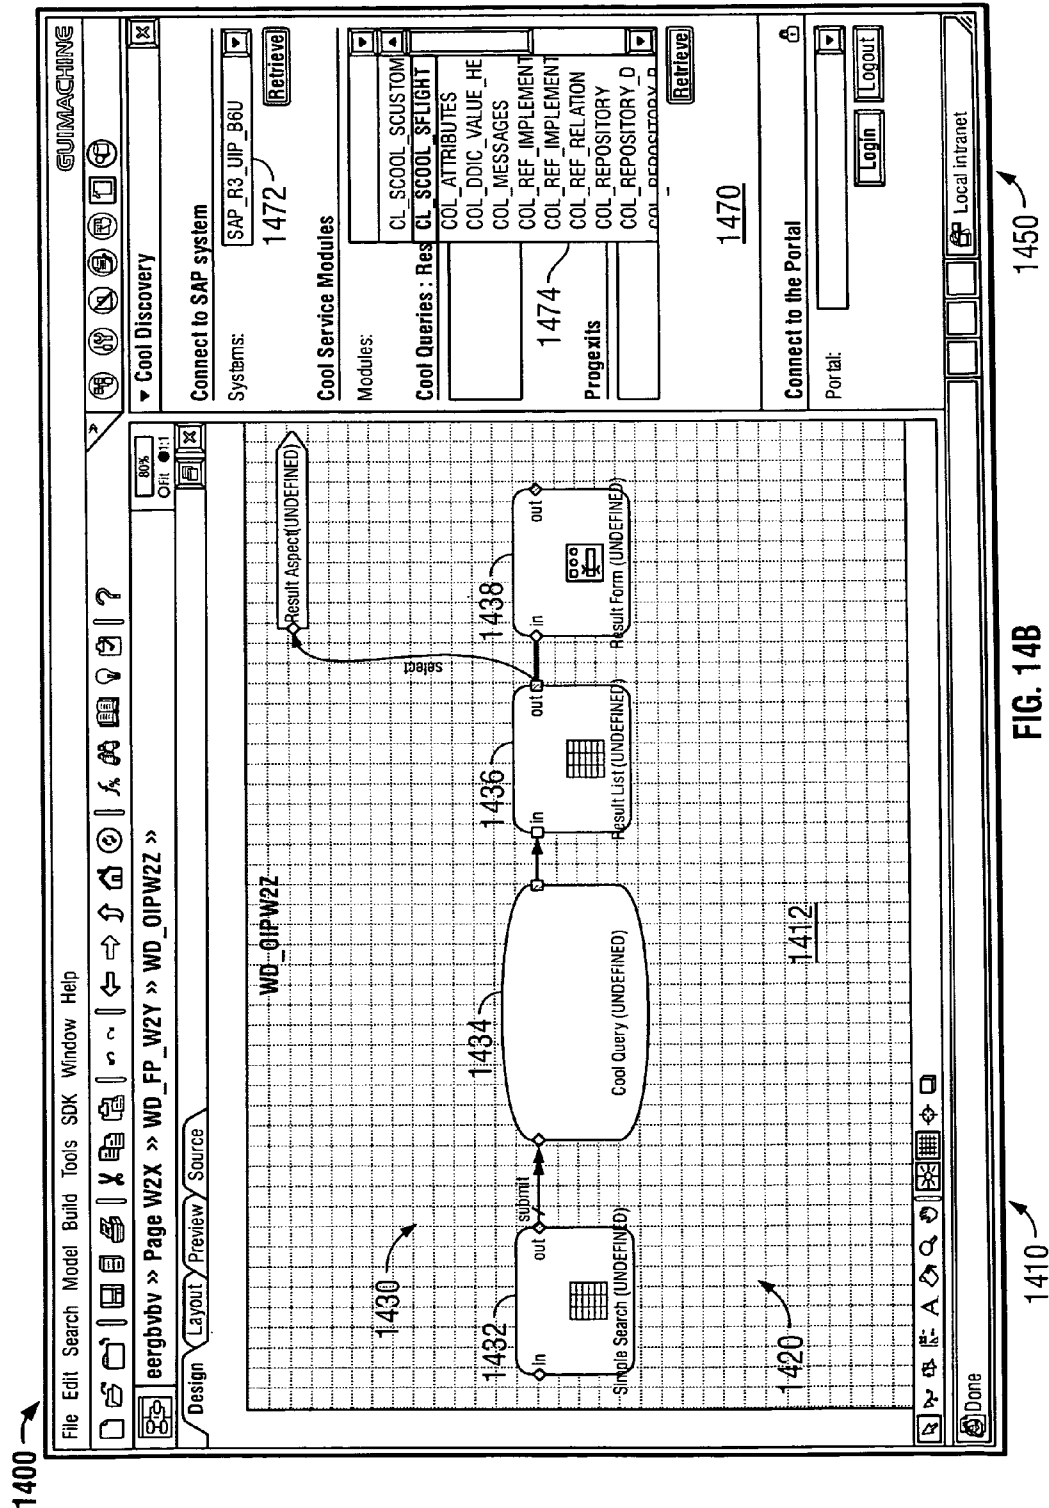 1400
File Edit Search Model Build Tools SDK Window Help
GUIMACHINE
?
»
eergbvbv » Page W2X » WD_FP_W2Y » WD_0IPW2Z »
80%
Fit 1:1
Design Layout Preview Source
WD_0IPW2Z
1430
1432
in
out
Simple Search (UNDEFINED)
submit
1434
Cool Query (UNDEFINED)
1436
in
out
Result List (UNDEFINED)
select
Result Aspect(UNDEFINED)
1438
in
out
Result Form (UNDEFINED)
1420
1412
A
Cool Discovery
Connect to SAP system
Systems:
SAP_R3_UIP_B6U
Retrieve
1472
Cool Service Modules
Modules:
CL_SCOOL_SCUSTOM
CL_SCOOL_SFLIGHT
COL_ATTRIBUTES
COL_DDIC_VALUE_HE
COL_MESSAGES
COL_REF_IMPLEMENT
COL_REF_IMPLEMENT
COL_REF_RELATION
COL_REPOSITORY
COL_REPOSITORY_D
Cool Queries : Res
1474
Progexits
Retrieve
1470
Connect to the Portal
Portal:
Login
Logout
Done
Local intranet
1410
1450
FIG. 14B